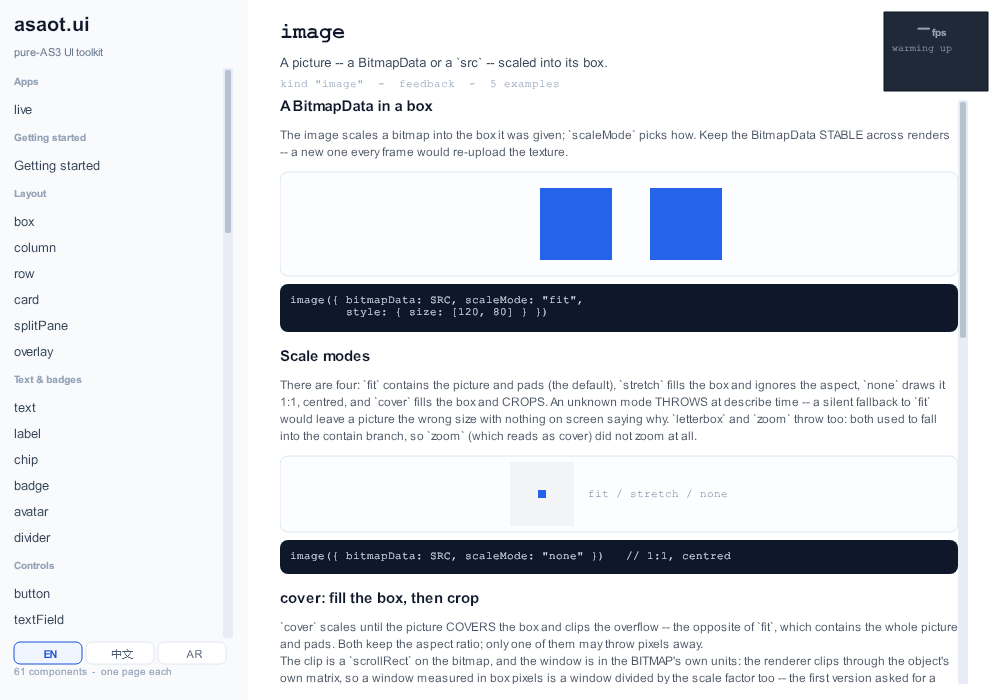 asaot.ui
pure-AS3 UI toolkit
Apps
live
Getting started
Getting started
Layout
box
column
row
card
splitPane
overlay
Text & badges
text
label
chip
badge
avatar
divider
Controls
button
textField
EN
中文
AR
61 components - one page each
image
A picture -- a BitmapData or a `src` -- scaled into its box.
kind "image" - feedback - 5 examples
fps
warming up
A BitmapData in a box
The image scales a bitmap into the box it was given; `scaleMode` picks how. Keep the BitmapData STABLE across renders
-- a new one every frame would re-upload the texture.
image({ bitmapData: $RC, scaleMode: "fit",
style: { size: [120, 80] } })
Scale modes
There are four: `fit` contains the picture and pads (the default), `stretch` fills the box and ignores the aspect, `none` draws it
1:1, centred, and `cover` fills the box and CROPS. An unknown mode THROWS at describe time -- a silent fallback to `fit`
would leave a picture the wrong size with nothing on screen saying why. `letterbox` and `zoom` throw too: both used to fall
into the contain branch, so `zoom` (which reads as cover) did not zoom at all.
fit / stretch / none
image({ bitmapData: $RC, scaleMode: "none" }) // 1:1, centred
cover: fill the box, then crop
`cover` scales until the picture COVERS the box and clips the overflow -- the opposite of `fit`, which contains the whole picture
and pads. Both keep the aspect ratio; only one of them may throw pixels away.
The clip is a `scrollRect` on the bitmap, and the window is in the BITMAP's own units: the renderer clips through the object's
own matrix, so a window measured in box pixels is a window divided by the scale factor too -- the first version asked for a